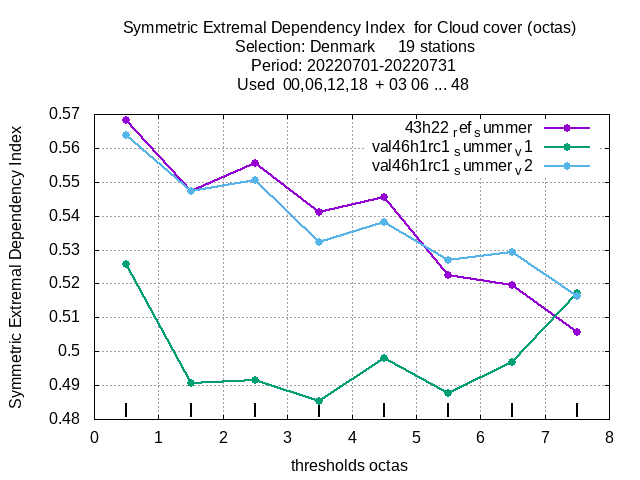 Symmetric Extremal Dependency Index for Cloud cover (octas)
Selection: Denmark 19 stations
Period: 20220701-20220731
Used 00,06,12,18 + 03 06 ... 48
Symmetric Extremal Dependency Index
0.57
0.56
0.55
0.54
0.53
0.52
0.51
0.5
0.49
0.48
43h22 ref summer
val46h1rc1 summer v1
val46h1rc1 summer v2
0 1 2 3 4 5 6 7 8
thresholds octas